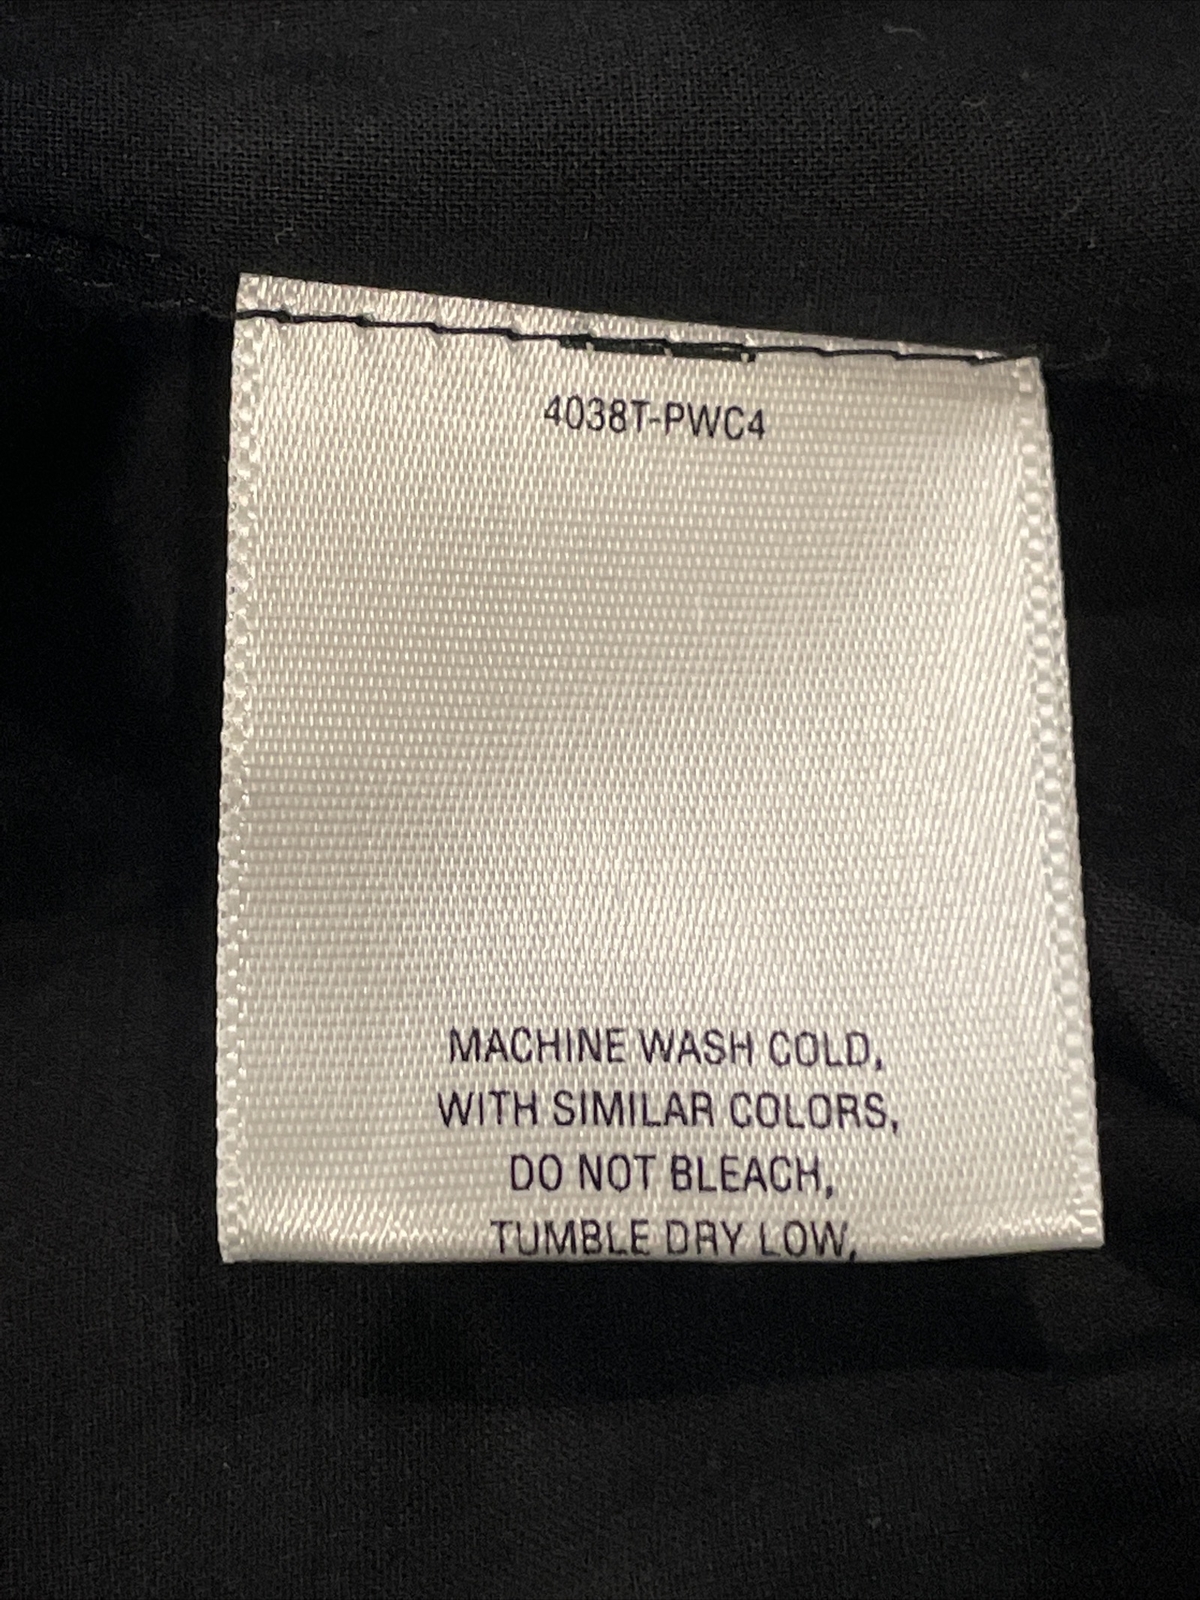 4038T-PWC4
MACHINE WASH COLD,
WITH SIMILAR COLORS,
DO NOT BLEACH,
TUMBLE DRY LOW,